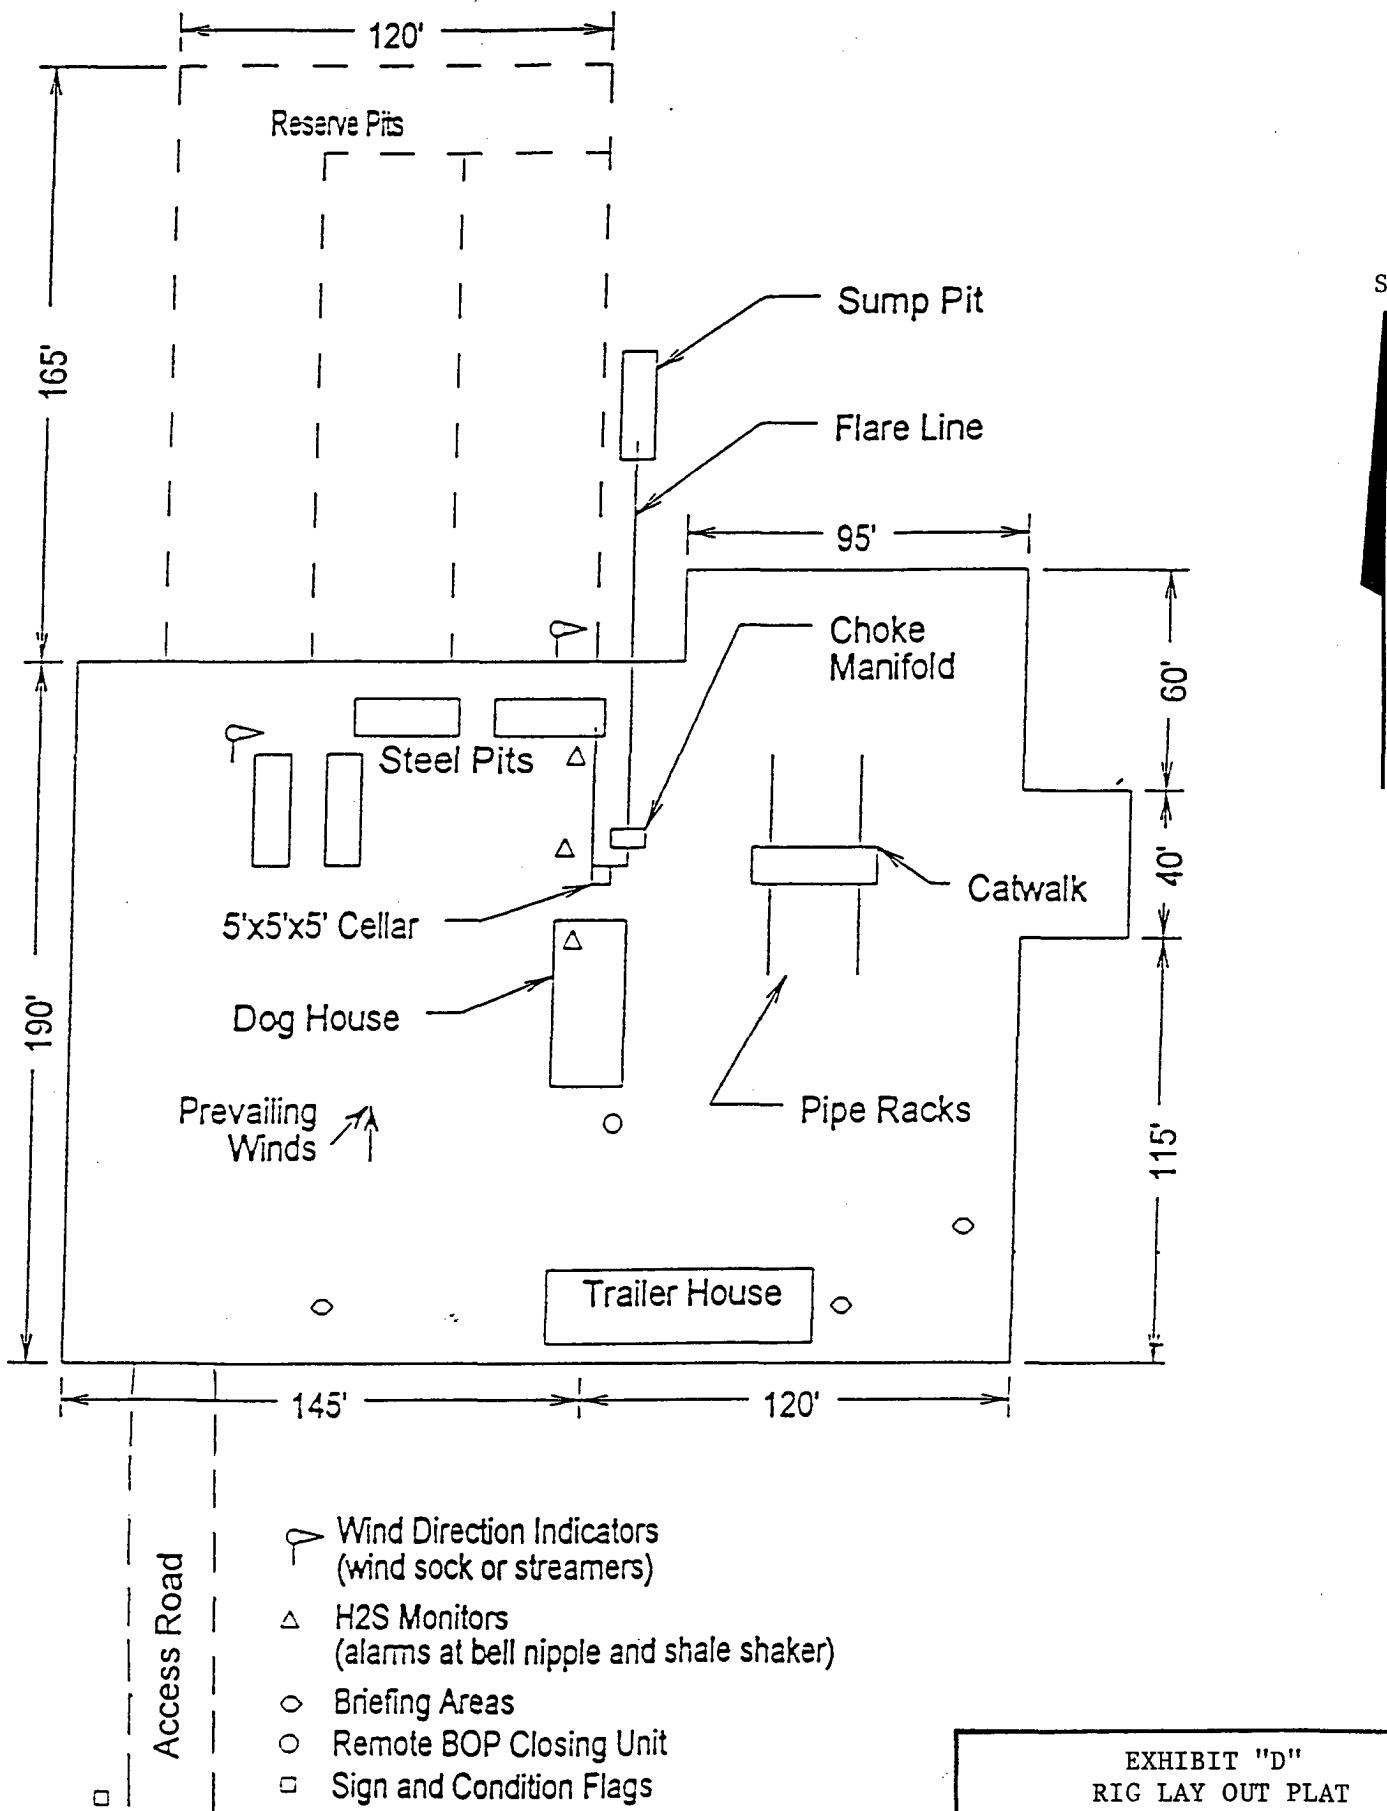 120'
Reserve Pits
165'
S
Sump Pit
Flare Line
95'
Choke
Manifold
60'
Steel Pits
40'
Catwalk
5'x5'x5' Cellar
190'
Dog House
Prevailing
Winds
Pipe Racks
115'
Trailer House
145'
120'
Access Road
Wind Direction Indicators
(wind sock or streamers)
H2S Monitors
(alarms at bell nipple and shale shaker)
Briefing Areas
Remote BOP Closing Unit
Sign and Condition Flags
EXHIBIT "D"
RIG LAY OUT PLAT